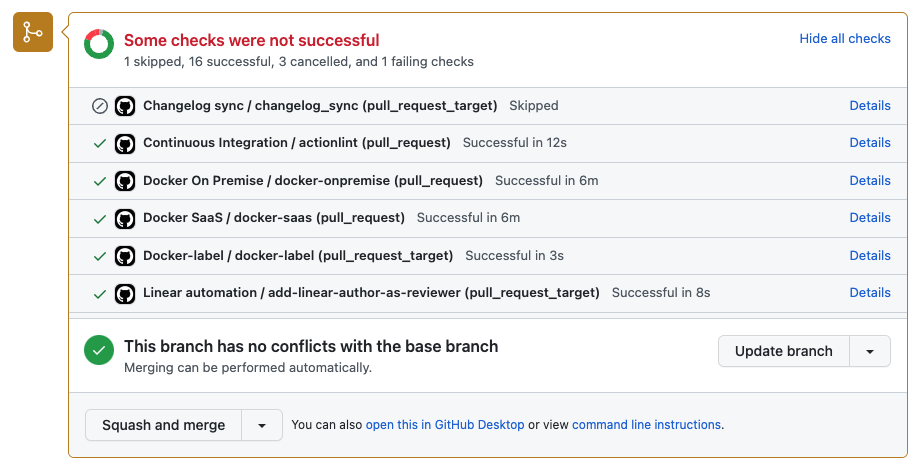 Some checks were not successful
Hide all checks
1 skipped, 16 successful, 3 cancelled, and 1 failing checks
Changelog sync / changelog_sync (pull_request_target) Skipped Details
Continuous Integration / actionlint (pull_request) Successful in 12s Details
Docker On Premise / docker-onpremise (pull_request) Successful in 6m Details
Docker SaaS / docker-saas (pull_request) Successful in 6m Details
Docker-label / docker-label (pull_request_target) Successful in 3s Details
Linear automation / add-linear-author-as-reviewer (pull_request_target) Successful in 8s Details
This branch has no conflicts with the base branch
Merging can be performed automatically.
Update branch
Squash and merge
You can also open this in GitHub Desktop or view command line instructions.